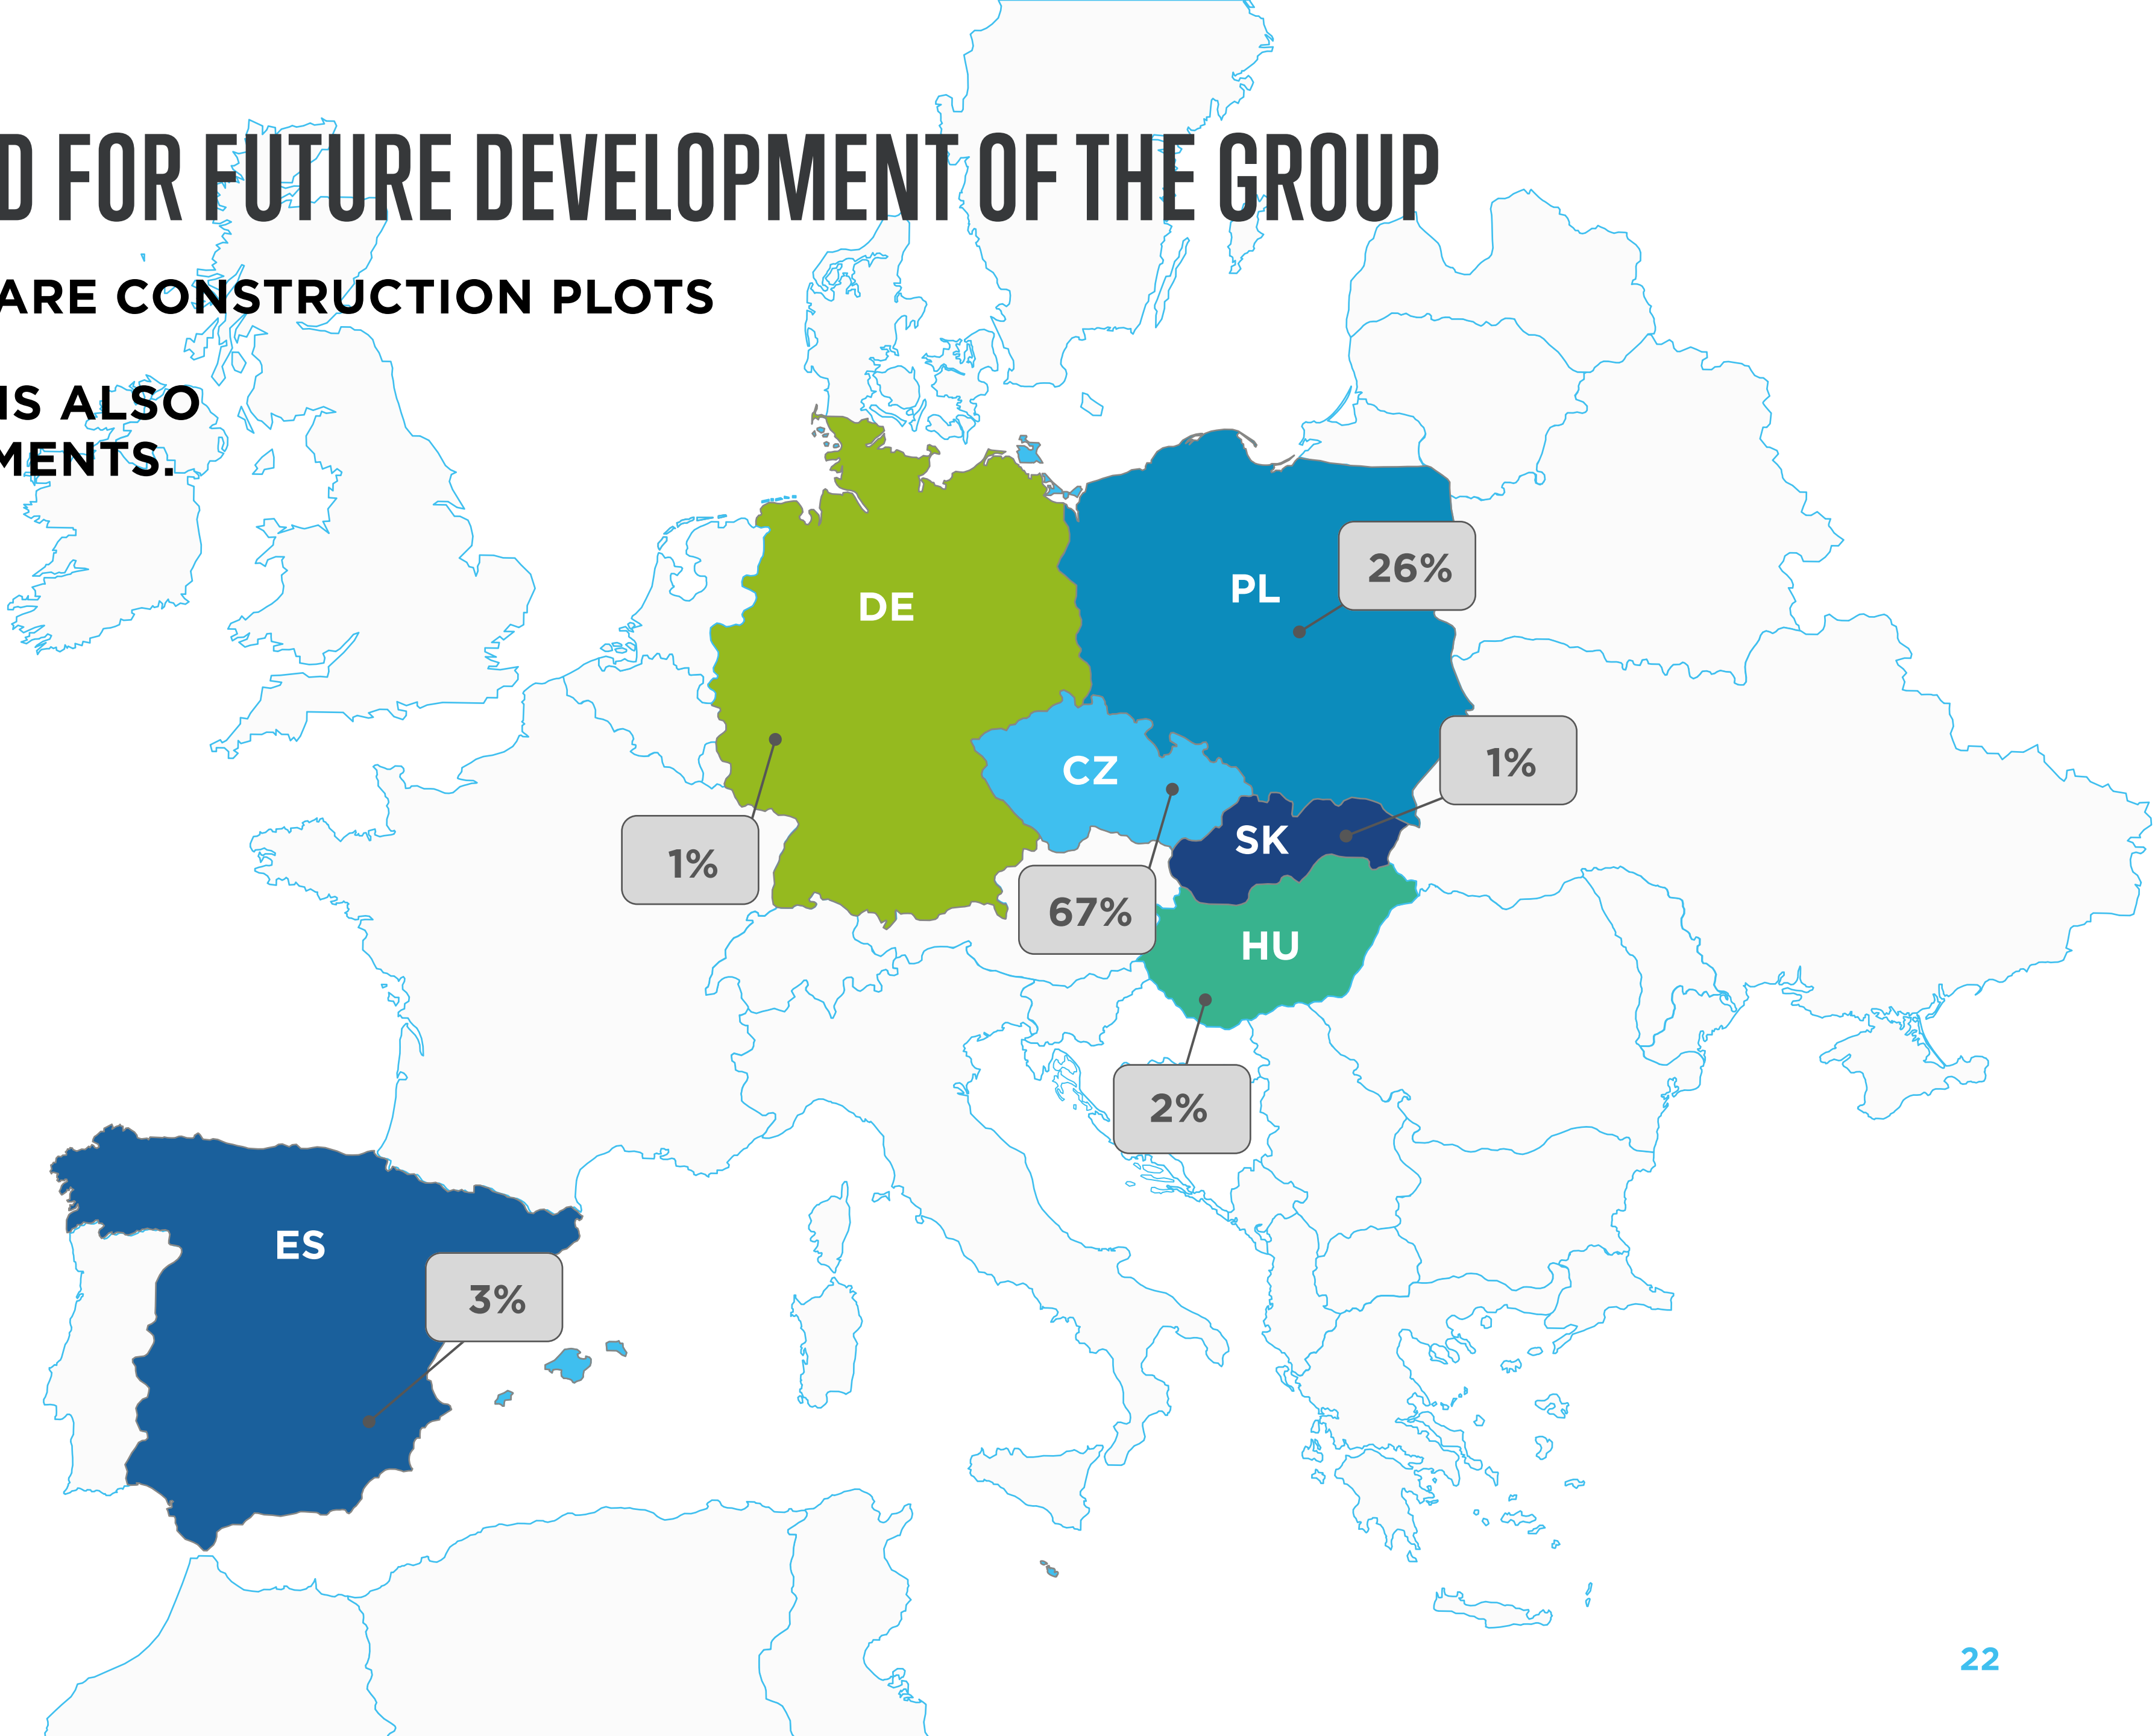 D FOR FUTURE DEVELOPMENT OF THE GROUP
ARE CONSTRUCTION PLOTS
IS ALSO
MENTS.
DE
PL
26%
CZ
1%
SK
1%
67%
HU
2%
ES
3%
22